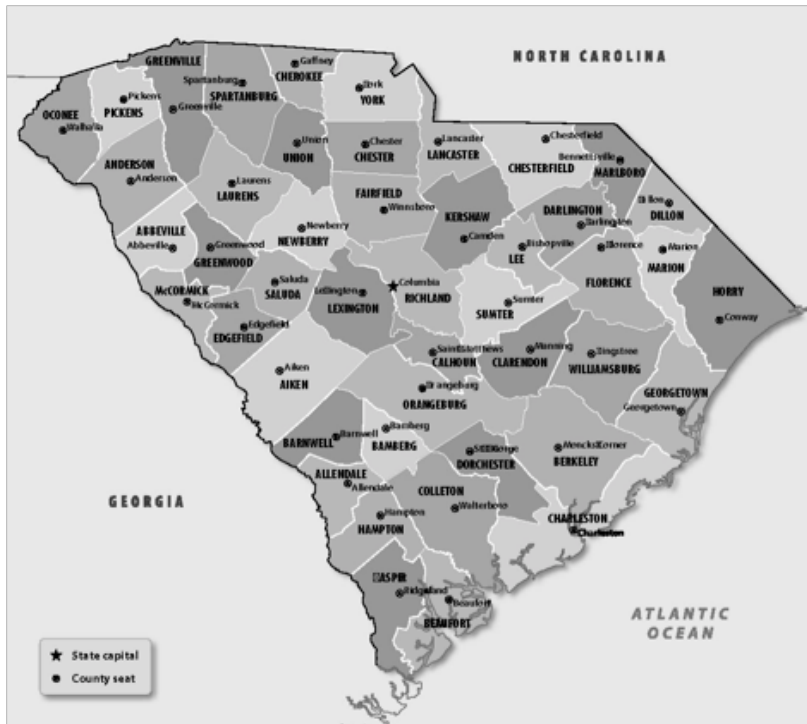 GREENVILLE
Gaffney
NORTH CAROLINA
Spartanburg
CHEROKEE
York
SPARTANBURG
YORK
Pickens
PICKENS
OCONEE
Greenville
Walhalla
Union
UNION
Chester
CHESTER
Lancaster
LANCASTER
Chesterfield
CHESTERFIELD
Bennettsville
MARLBORO
ANDERSON
Anderson
Laurens
LAURENS
FAIRFIELD
Winnsboro
KERSHAW
Camden
DARLINGTON
Darlington
Dillon
DILLON
ABBEVILLE
Abbeville
Greenwood
GREENWOOD
Newberry
NEWBERRY
Bishopville
LEE
Florence
FLORENCE
Marion
MARION
McCORMICK
McCormick
Saluda
SALUDA
Lexington
LEXINGTON
Columbia
RICHLAND
Sumter
SUMTER
HORRY
Conway
Edgefield
EDGEFIELD
Aiken
AIKEN
CALHOUN
Manning
CLARENDON
Kingstree
WILLIAMSBURG
Orangeburg
ORANGEBURG
GEORGETOWN
Georgetown
Barnwell
BARNWELL
Bamberg
BAMBERG
DORCHESTER
BERKELEY
ALLENDALE
Allendale
COLLETON
Walterboro
GEORGIA
Hampton
HAMPTON
CHARLESTON
Charleston
Ridgeland
Beaufort
BEAUFORT
ATLANTIC
OCEAN
State capital
County seat